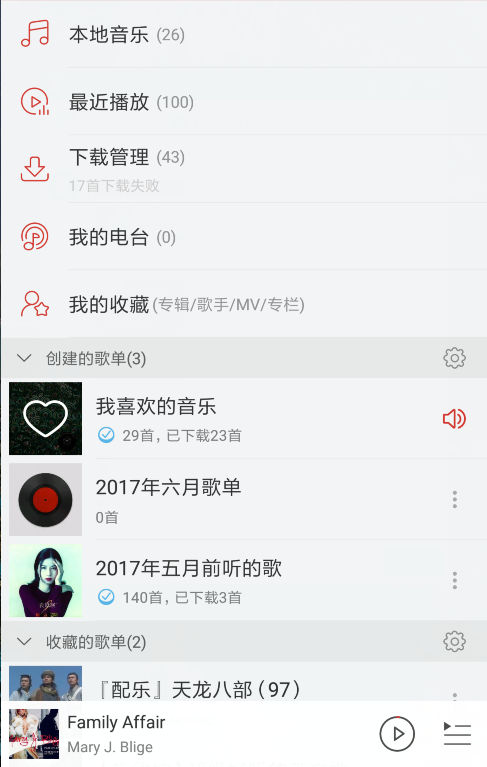 本地音乐 (26)
最近播放 (100)
下载管理 (43)
17首下载失败
我的电台 (0)
我的收藏(专辑/歌手/MV/专栏)
创建的歌单(3)
我喜欢的音乐
29首, 已下载23首
2017年六月歌单
0首
2017年五月前听的歌
140首, 已下载3首
收藏的歌单(2)
『配乐』天龙八部（97）
Family Affair
Mary J. Blige